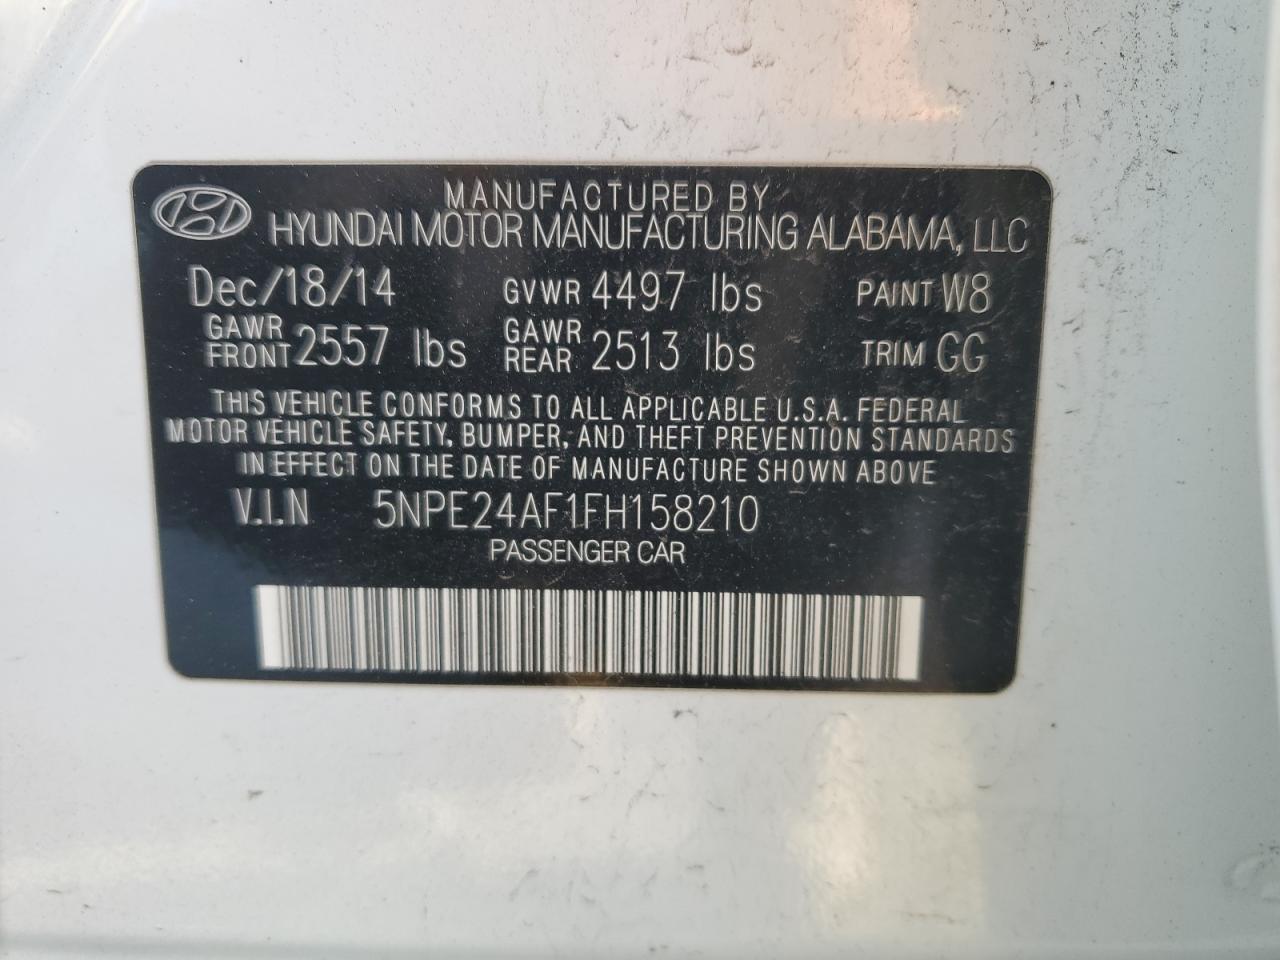 MANUFACTURED BY
HYUNDAI MOTOR MANUFACTURING ALABAMA, LLC
Dec/18/14 GVWR 4497 lbs PAINT W8
GAWR FRONT 2557 lbs GAWR REAR 2513 lbs TRIM GG
THIS VEHICLE CONFORMS TO ALL APPLICABLE U.S.A. FEDERAL
MOTOR VEHICLE SAFETY, BUMPER, AND THEFT PREVENTION STANDARDS
IN EFFECT ON THE DATE OF MANUFACTURE SHOWN ABOVE
V.I.N 5NPE24AF1FH158210
PASSENGER CAR